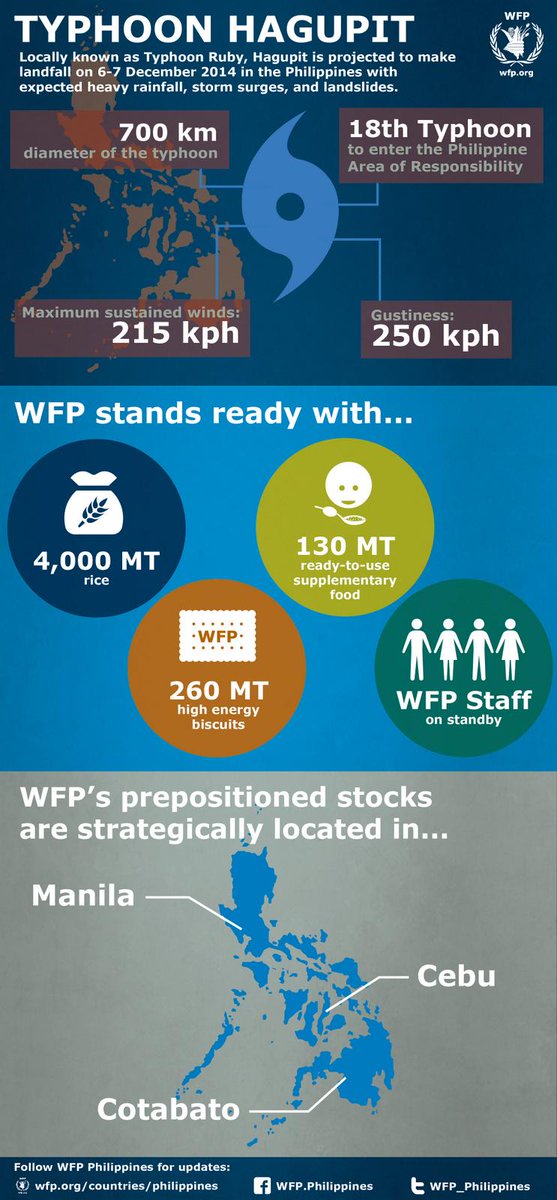 TYPHOON HAGUPIT
WFP
wfp.org
Locally known as Typhoon Ruby, Hagupit is projected to make
landfall on 6-7 December 2014 in the Philippines with
expected heavy rainfall, storm surges, and landslides.
700 km
diameter of the typhoon
18th Typhoon
to enter the Philippine
Area of Responsibility
Maximum sustained winds:
215 kph
Gustiness:
250 kph
WFP stands ready with...
4,000 MT
rice
130 MT
ready-to-use
supplementary
food
WFP
260 MT
high energy
biscuits
WFP Staff
on standby
WFP's prepositioned stocks
are strategically located in...
Manila
Cebu
Cotabato
Follow WFP Philippines for updates:
wfp.org/countries/philippines
WFP.Philippines
WFP_Philippines